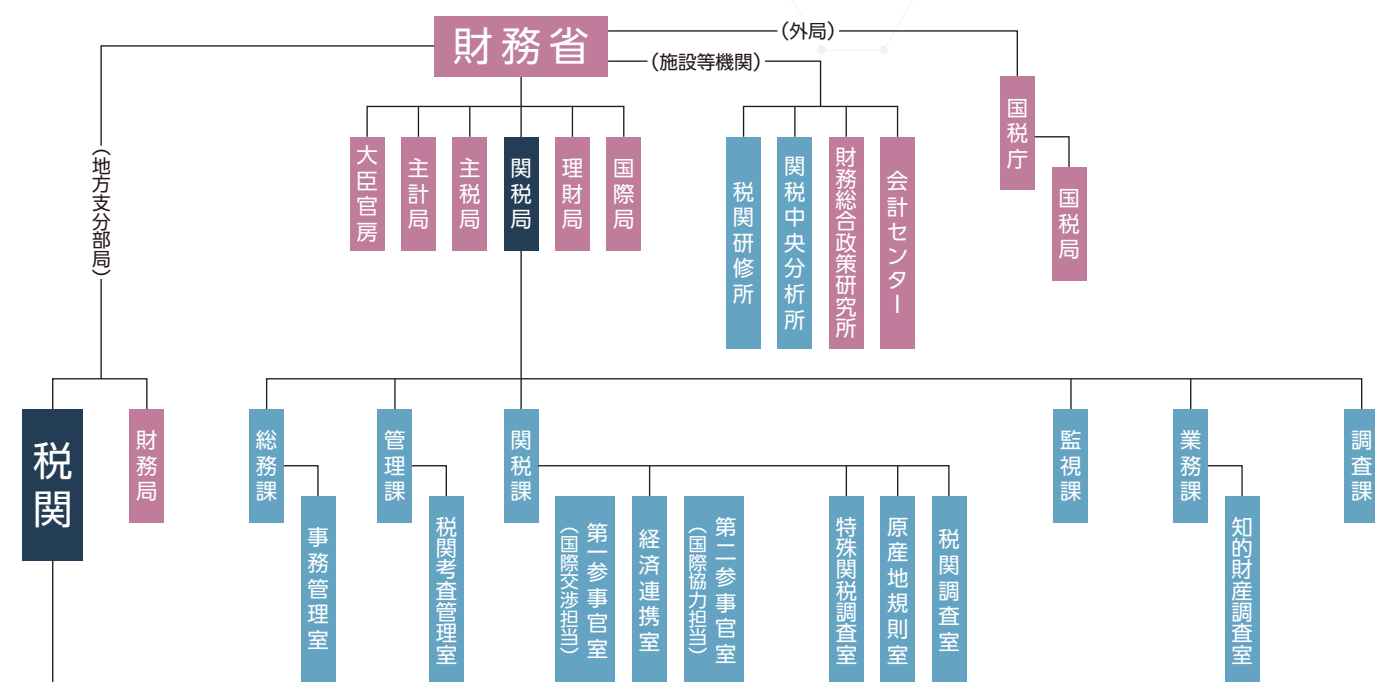 財務省
（外局）
（施設等機関）
（地方支分部局）
大臣官房
主計局
主税局
関税局
理財局
国際局
税関研修所
関税中央分析所
財務総合政策研究所
会計センター
国税庁
国税局
税関
財務局
総務課
管理課
関税課
監視課
業務課
調査課
事務管理室
税関考査管理室
第一参事官室
（国際交渉担当）
経済連携室
第二参事官室
（国際協力担当）
特殊関税調査室
原産地規則室
税関調査室
知的財産調査室